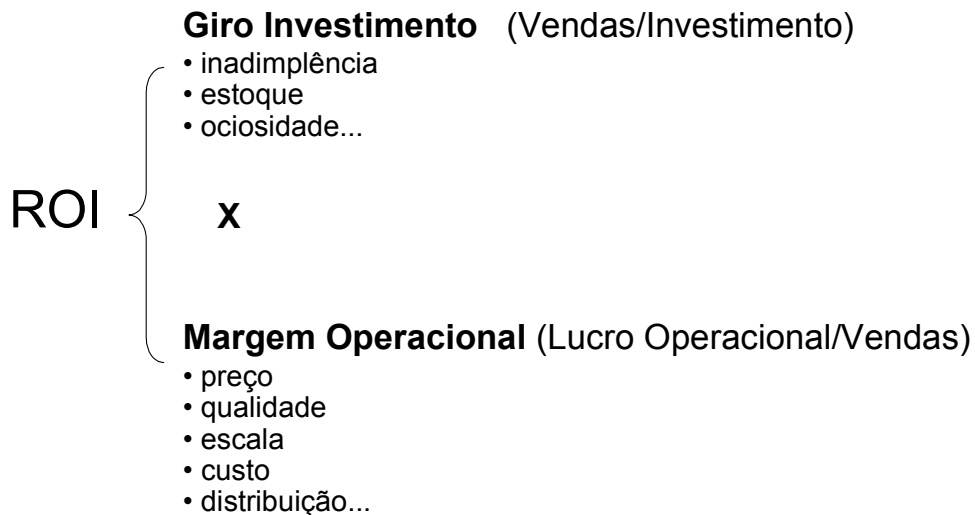 Giro Investimento (Vendas/Investimento)
• inadimplência
• estoque
• ociosidade...
ROI
X
Margem Operacional (Lucro Operacional/Vendas)
• preço
• qualidade
• escala
• custo
• distribuição...